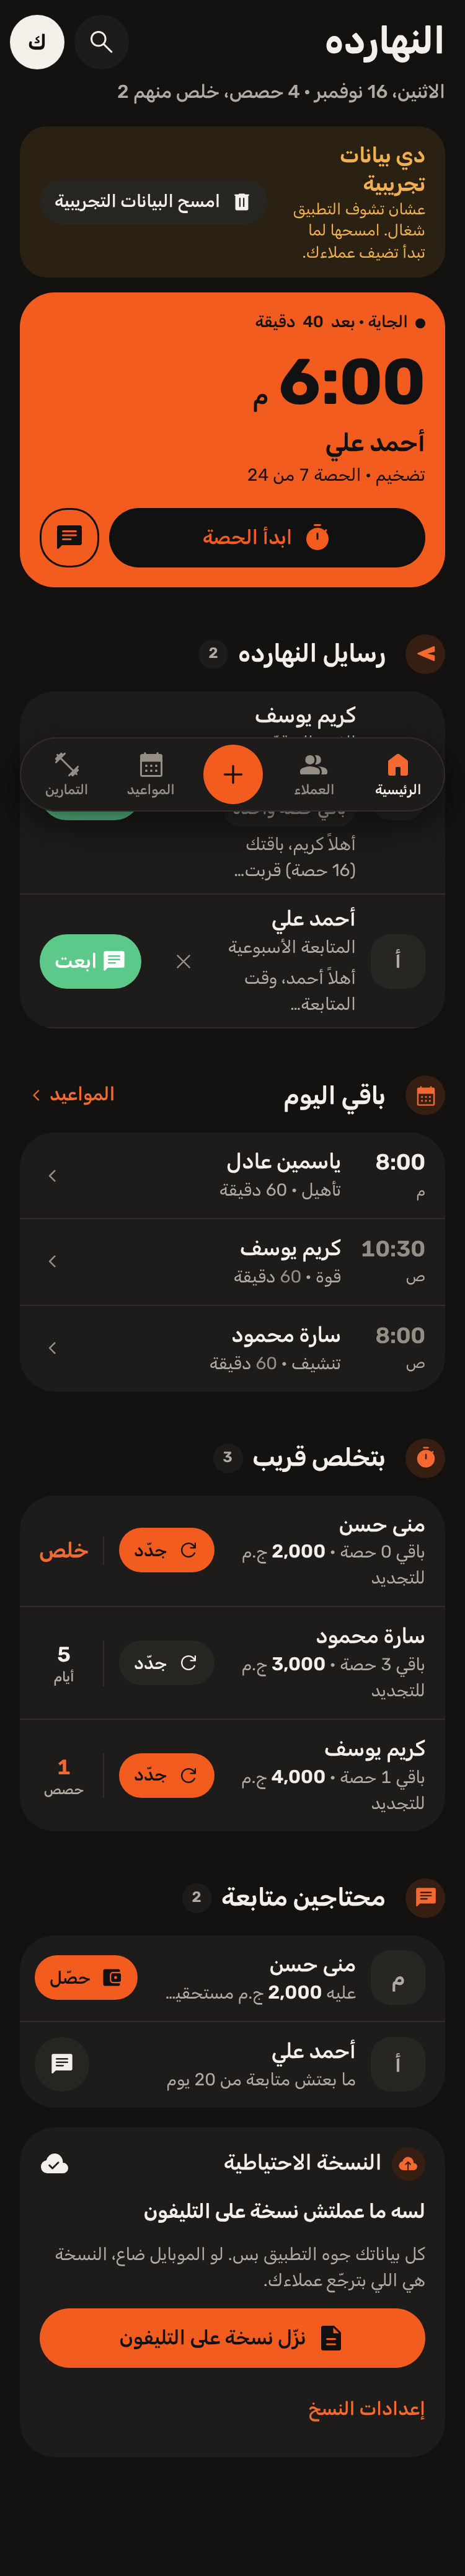 النهارده
ك
الاثنين، 16 نوفمبر • 4 حصص، خلص منهم 2
دي بيانات
تجريبية
عشان تشوف التطبيق
شغال. امسحها لما
تبدأ تضيف عملاءك.
امسح البيانات التجريبية
الجاية • بعد 40 دقيقة
6:00 م
أحمد علي
تضخيم • الحصة 7 من 24
ابدأ الحصة
رسايل النهارده
2
كريم يوسف
الرئيسية
العملاء
المواعيد
التمارين
باقي حصة واحدة
أهلاً كريم، باقتك
(16 حصة) قربت...
أ
أحمد علي
المتابعة الأسبوعية
أهلاً أحمد، وقت
المتابعة...
ابعت
باقي اليوم
المواعيد
8:00
م
ياسمين عادل
تأهيل • 60 دقيقة
10:30
ص
كريم يوسف
قوة • 60 دقيقة
8:00
ص
سارة محمود
تنشيف • 60 دقيقة
بتخلص قريب
3
منى حسن
باقي 0 حصة • 2,000 ج.م
للتجديد
جدّد
خلص
سارة محمود
باقي 3 حصة • 3,000 ج.م
للتجديد
جدّد
5
أيام
كريم يوسف
باقي 1 حصة • 4,000 ج.م
للتجديد
جدّد
1
حصص
محتاجين متابعة
2
م
منى حسن
عليه 2,000 ج.م مستحقيـ...
حصّل
أ
أحمد علي
ما بعتش متابعة من 20 يوم
النسخة الاحتياطية
لسه ما عملتش نسخة على التليفون
كل بياناتك جوه التطبيق بس. لو الموبايل ضاع، النسخة
هي اللي بترجّع عملاءك.
نزّل نسخة على التليفون
إعدادات النسخ